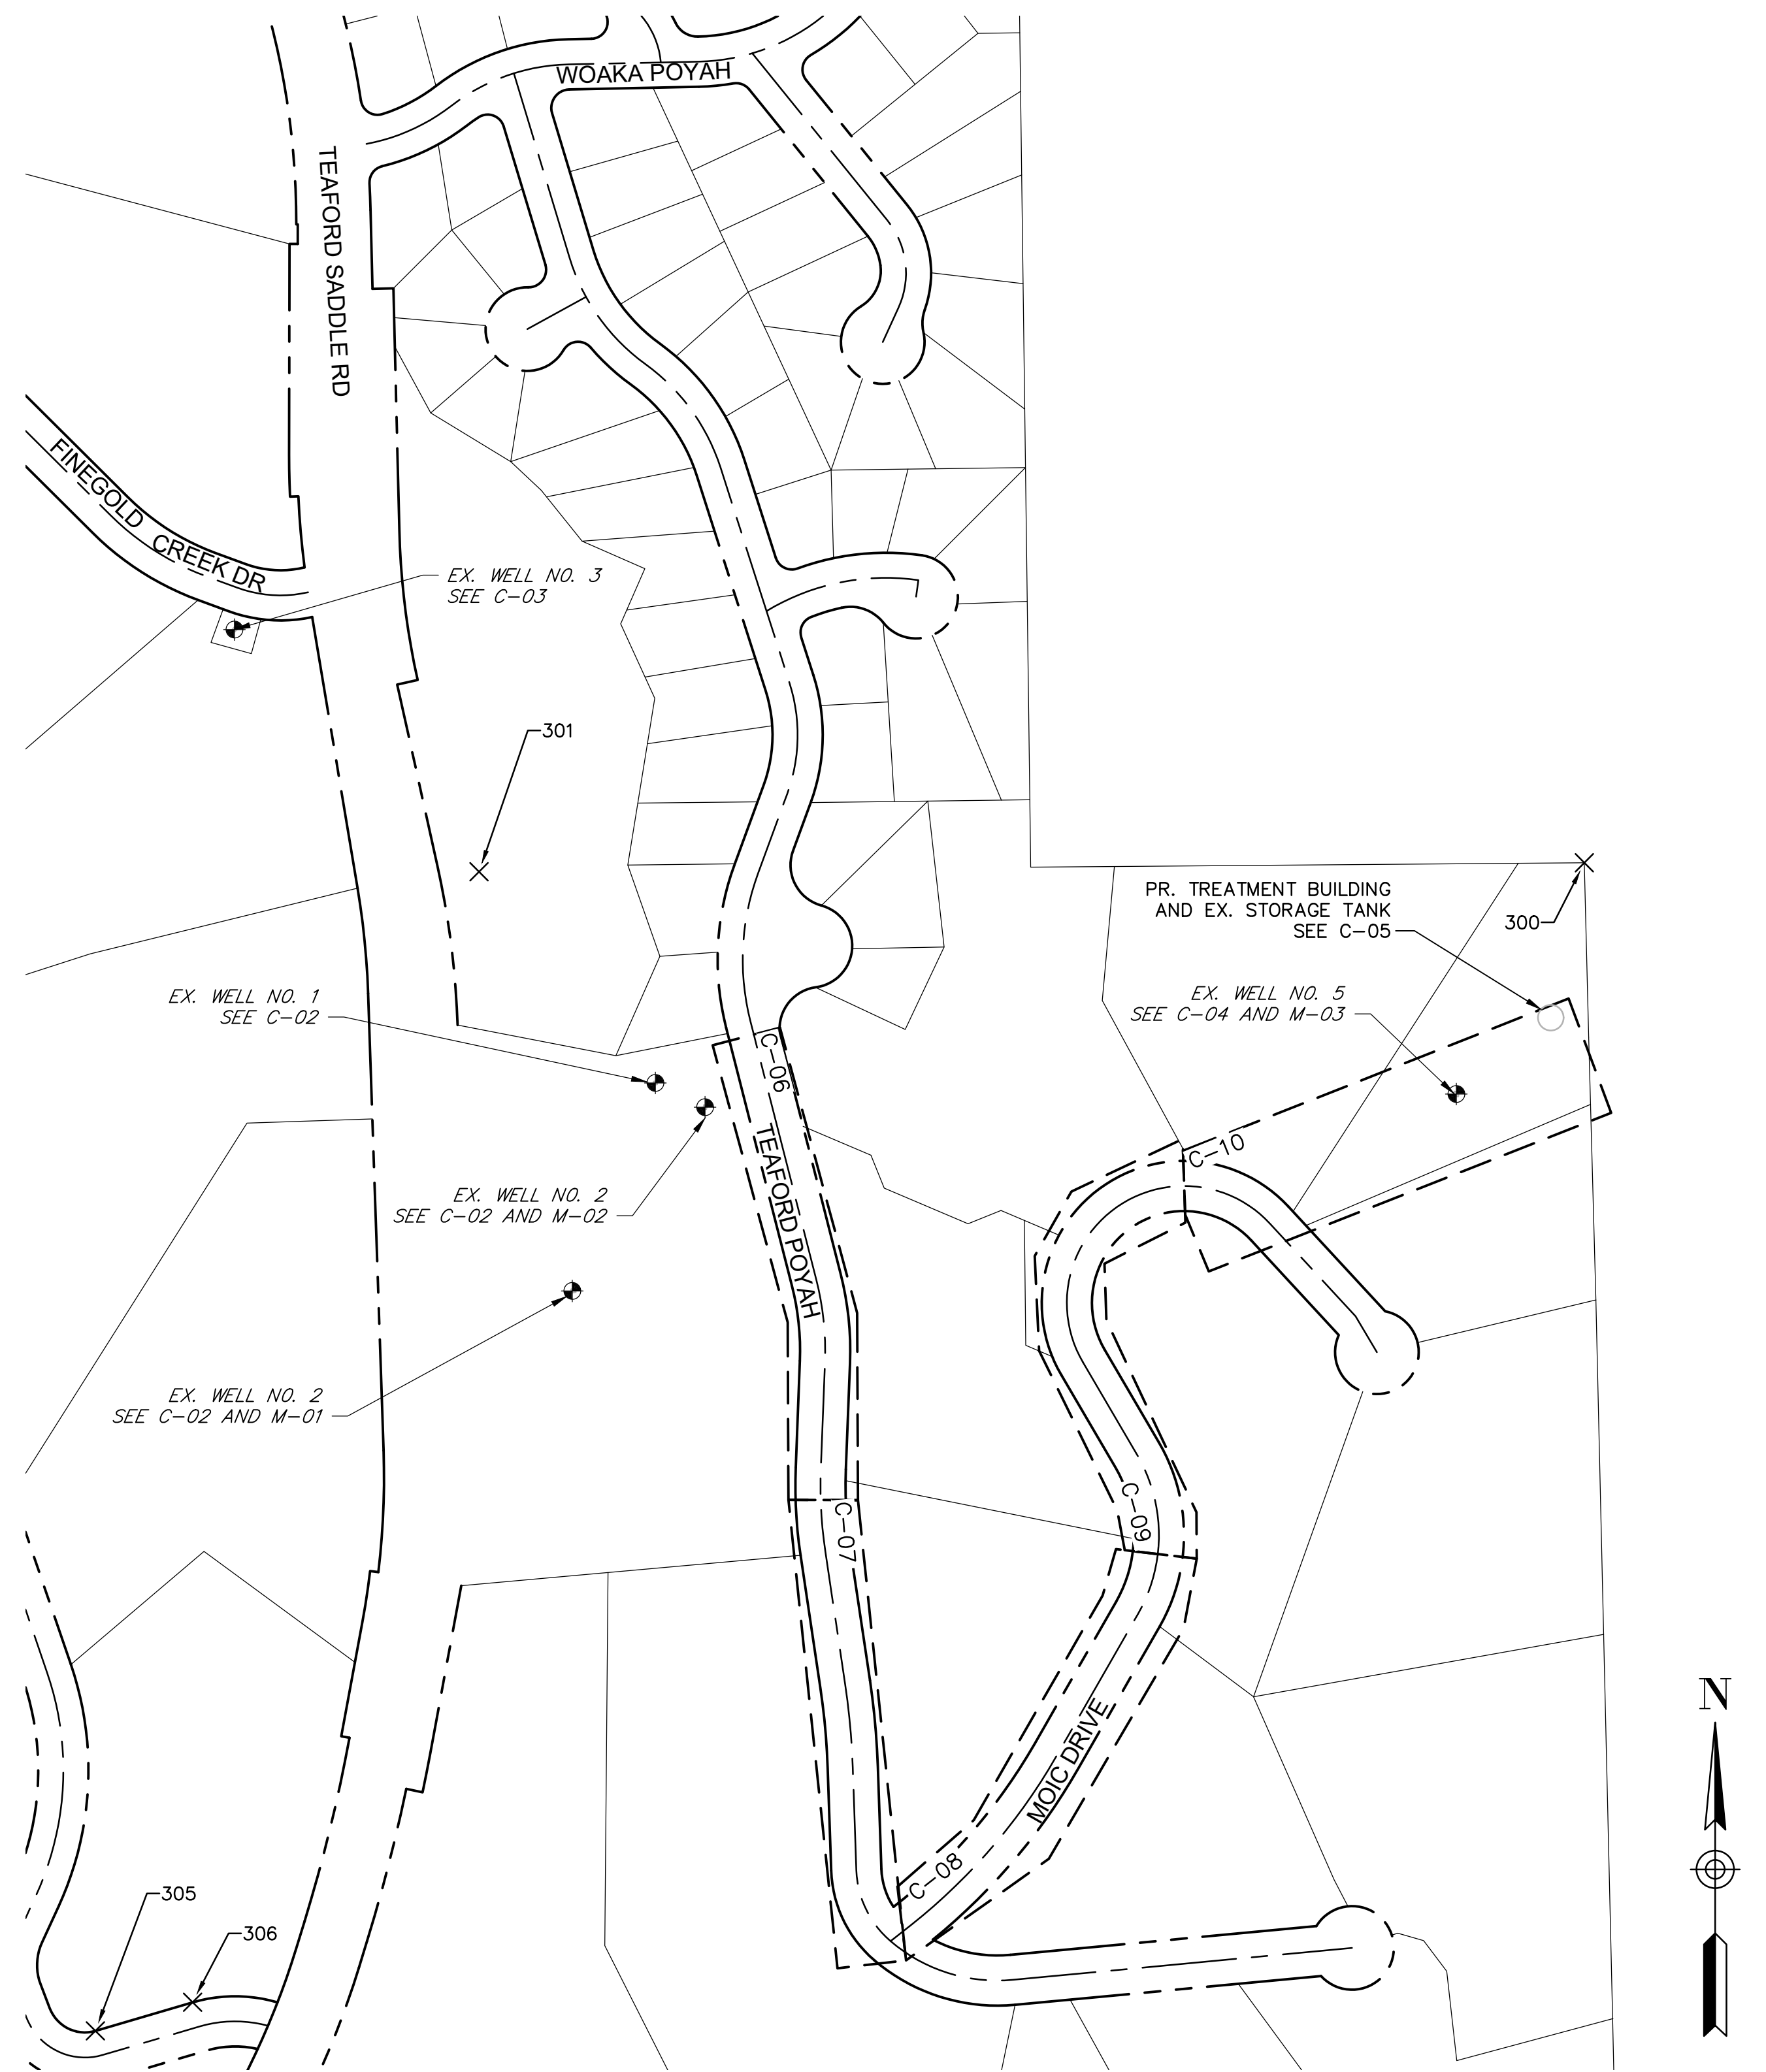 WOAKA POYAH
TEAFORD SADDLE RD
FINEGOLD CREEK DR
EX. WELL NO. 3
SEE C-03
301
PR. TREATMENT BUILDING
AND EX. STORAGE TANK
SEE C-05
300
EX. WELL NO. 1
SEE C-02
EX. WELL NO. 5
SEE C-04 AND M-03
C-06
TEAFORD POYAH
C-10
EX. WELL NO. 2
SEE C-02 AND M-02
EX. WELL NO. 2
SEE C-02 AND M-01
C-07
C-09
MOIC DRIVE
N
C-08
305
306